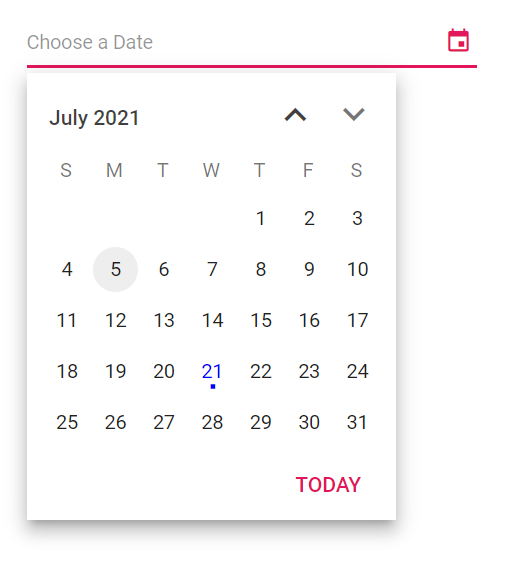 Choose a Date
July 2021
S M T W T F S
1 2 3
4 5 6 7 8 9 10
11 12 13 14 15 16 17
18 19 20 21 22 23 24
25 26 27 28 29 30 31
TODAY